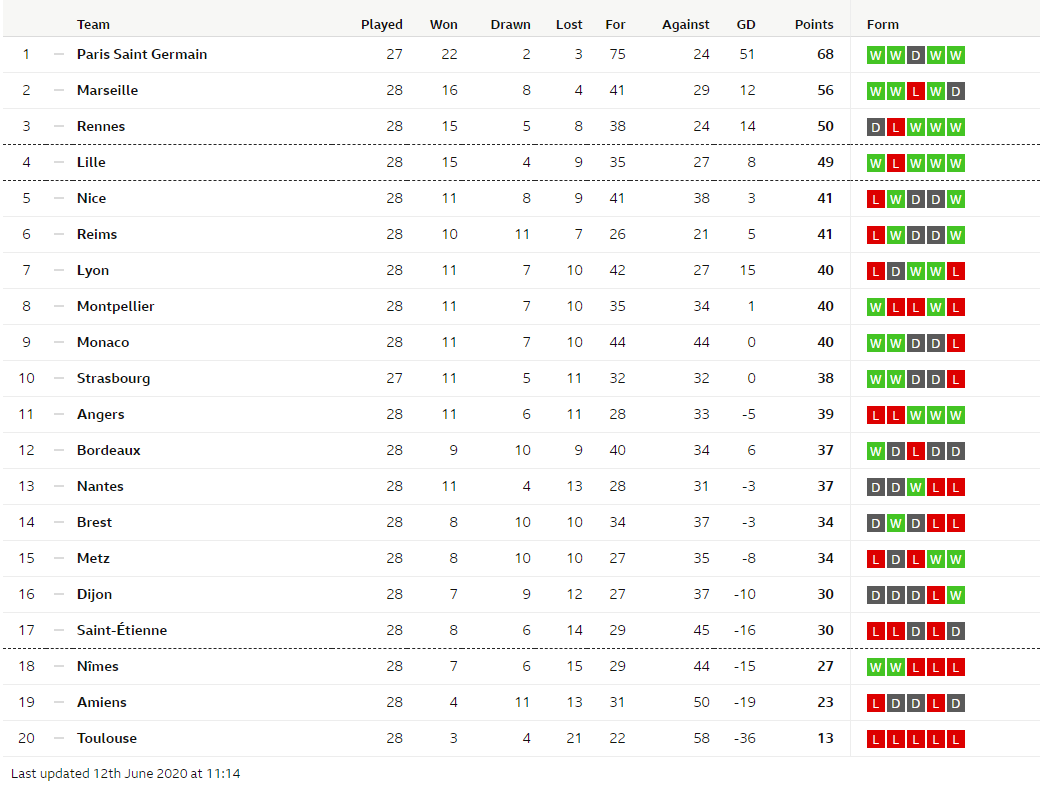 Team Played Won Drawn Lost For Against GD Points Form
1 Paris Saint Germain 27 22 2 3 75 24 51 68 W W D W W
2 Marseille 28 16 8 4 41 29 12 56 W W L W D
3 Rennes 28 15 5 8 38 24 14 50 D L W W W
4 Lille 28 15 4 9 35 27 8 49 W L W W W
5 Nice 28 11 8 9 41 38 3 41 L W D D W
6 Reims 28 10 11 7 26 21 5 41 L W D D W
7 Lyon 28 11 7 10 42 27 15 40 L D W W L
8 Montpellier 28 11 7 10 35 34 1 40 W L L W L
9 Monaco 28 11 7 10 44 44 0 40 W W D D L
10 Strasbourg 27 11 5 11 32 32 0 38 W W D D L
11 Angers 28 11 6 11 28 33 -5 39 L L W W W
12 Bordeaux 28 9 10 9 40 34 6 37 W D L D D
13 Nantes 28 11 4 13 28 31 -3 37 D D W L L
14 Brest 28 8 10 10 34 37 -3 34 D W D L L
15 Metz 28 8 10 10 27 35 -8 34 L D L W W
16 Dijon 28 7 9 12 27 37 -10 30 D D D L W
17 Saint-Étienne 28 8 6 14 29 45 -16 30 L L D L D
18 Nîmes 28 7 6 15 29 44 -15 27 W W L L L
19 Amiens 28 4 11 13 31 50 -19 23 L D D L D
20 Toulouse 28 3 4 21 22 58 -36 13 L L L L L
Last updated 12th June 2020 at 11:14